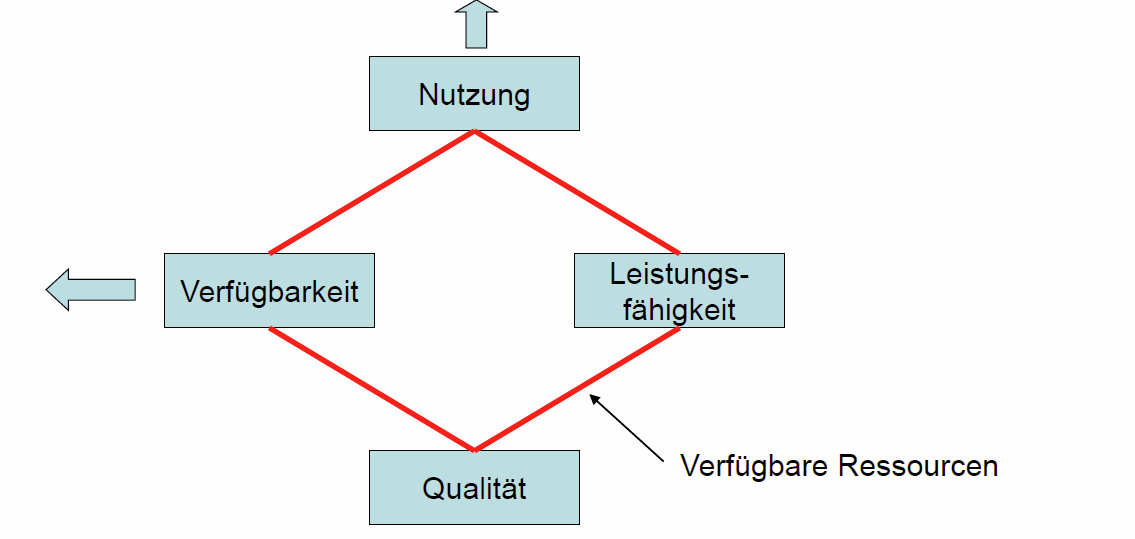 Nutzung
Verfügbarkeit
Leistungs-
fähigkeit
Verfügbare Ressourcen
Qualität